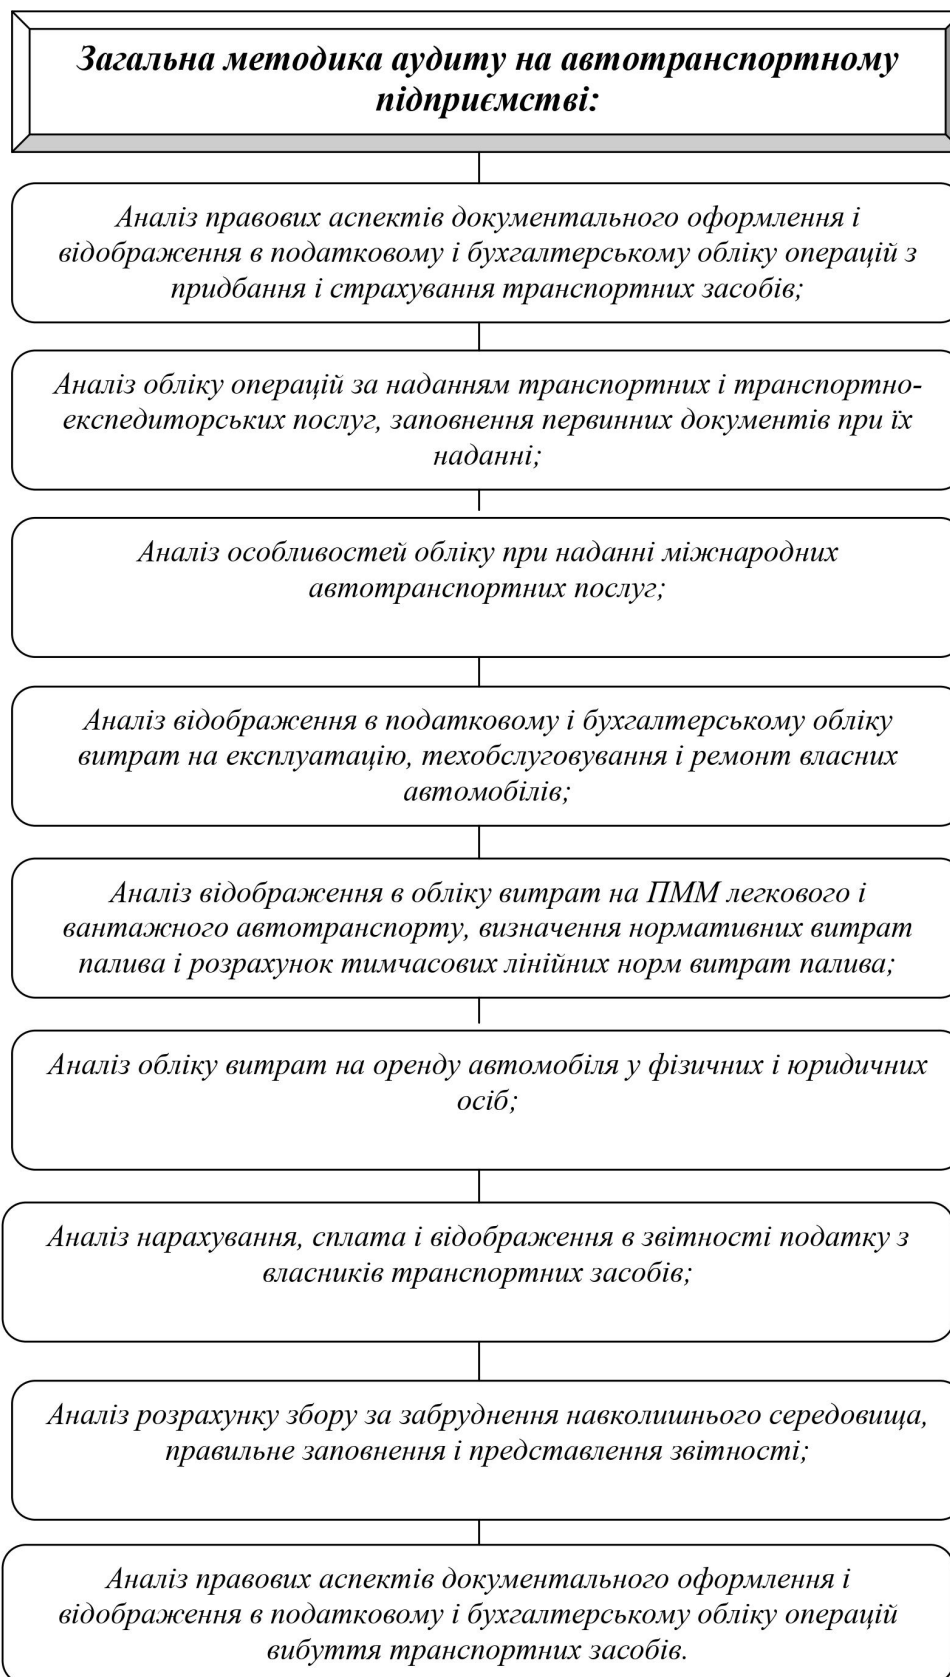 Загальна методика аудиту на автотранспортному
підприємстві:
Аналіз правових аспектів документального оформлення і
відображення в податковому і бухгалтерському обліку операцій з
придбання і страхування транспортних засобів;
Аналіз обліку операцій за наданням транспортних і транспортно-
експедиторських послуг, заповнення первинних документів при їх
наданні;
Аналіз особливостей обліку при наданні міжнародних
автотранспортних послуг;
Аналіз відображення в податковому і бухгалтерському обліку
витрат на експлуатацію, техобслуговування і ремонт власних
автомобілів;
Аналіз відображення в обліку витрат на ПММ легкового і
вантажного автотранспорту, визначення нормативних витрат
палива і розрахунок тимчасових лінійних норм витрат палива;
Аналіз обліку витрат на оренду автомобіля у фізичних і юридичних
осіб;
Аналіз нарахування, сплата і відображення в звітності податку з
власників транспортних засобів;
Аналіз розрахунку збору за забруднення навколишнього середовища,
правильне заповнення і представлення звітності;
Аналіз правових аспектів документального оформлення і
відображення в податковому і бухгалтерському обліку операцій
вибуття транспортних засобів.